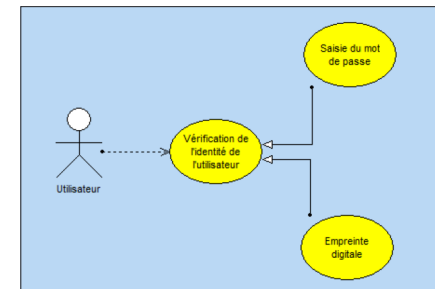 Saisie du mot
de passe
Vérification de
l'identité de
l'utilisateur
Utilisateur
Empreinte
digitale